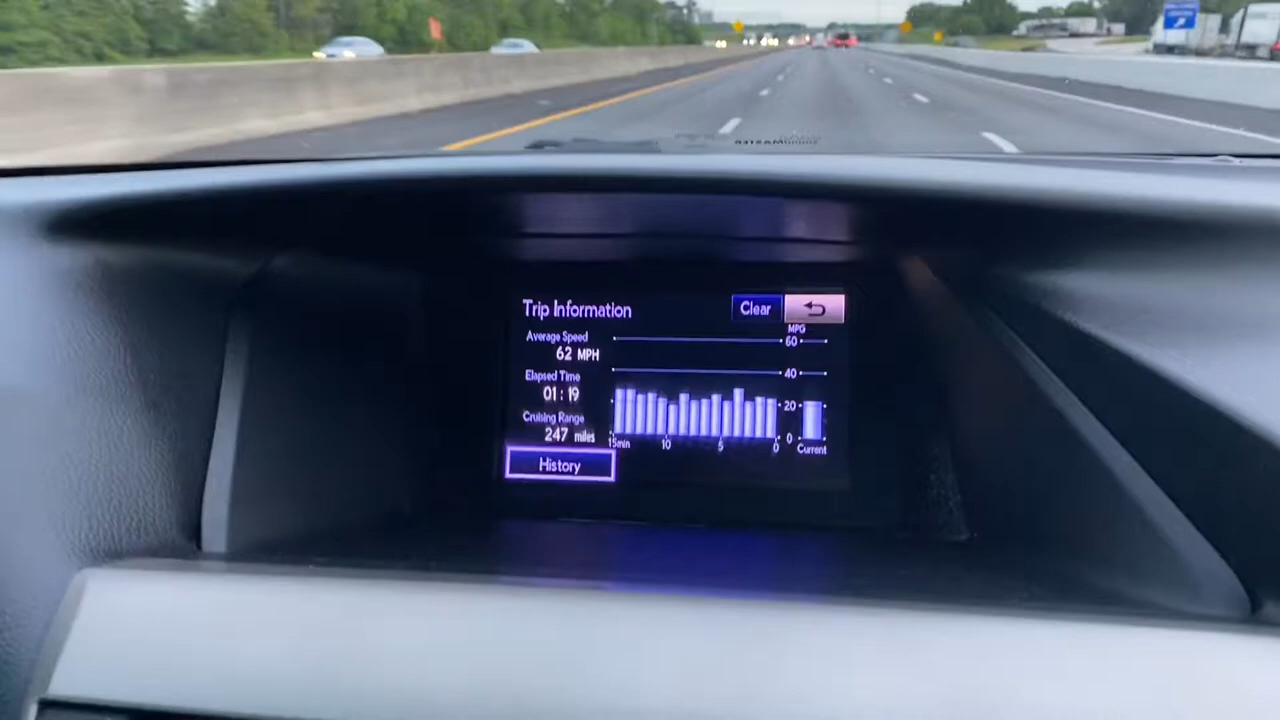 Trip Information
Clear
Average Speed
62 MPH
Elapsed Time
01 : 19
Cruising Range
247 miles
History
MPG
60
40
20
0
15min
10
5
0
Current